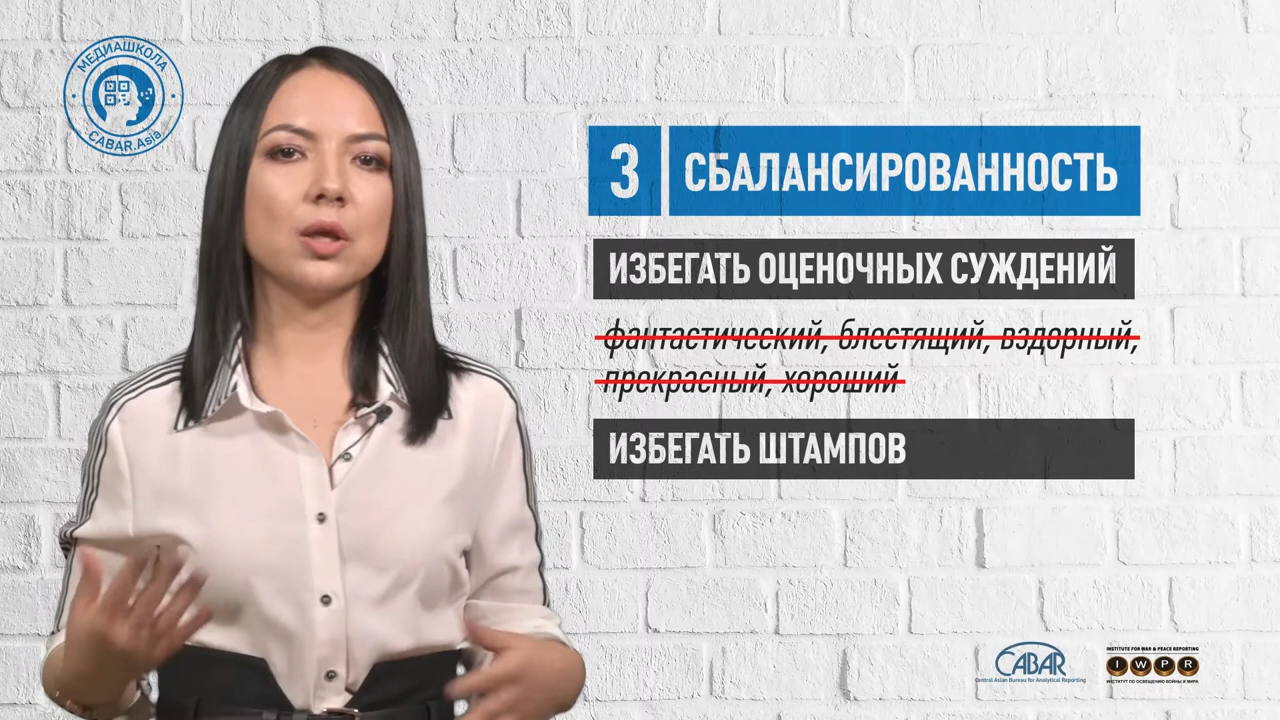 МЕДИАШКОЛА
CABAR.Asia
3 СБАЛАНСИРОВАННОСТЬ
ИЗБЕГАТЬ ОЦЕНОЧНЫХ СУЖДЕНИЙ
фантастический, блестящий, вздорный,
прекрасный, хороший
ИЗБЕГАТЬ ШТАМПОВ
CABAR
Central Asian Bureau for Analytical Reporting
INSTITUTE FOR WAR & PEACE REPORTING
IWPR
ИНСТИТУТ ПО ОСВЕЩЕНИЮ ВОЙНЫ И МИРА